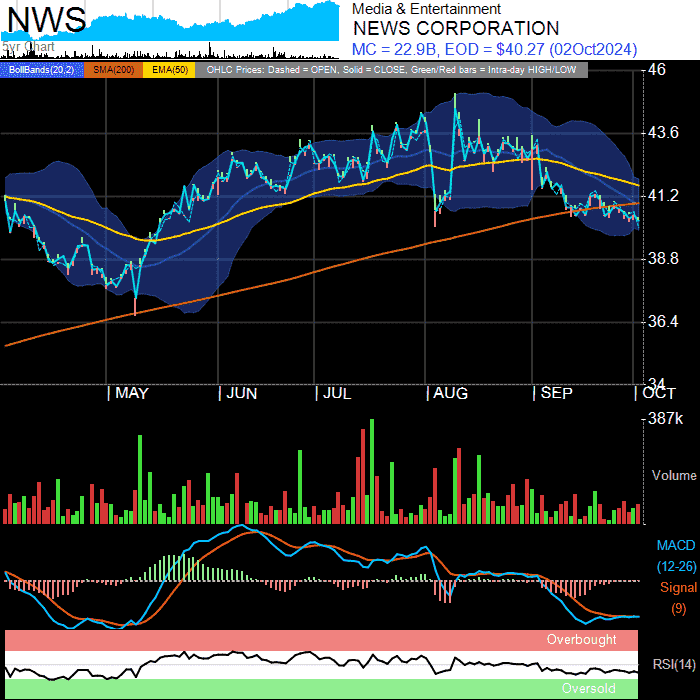 NWS
5yr Chart
Media & Entertainment
NEWS CORPORATION
MC = 22.9B, EOD = $40.27 (02Oct2024)
BollBands(20,2) SMA(200) EMA(50) OHLC Prices: Dashed = OPEN, Solid = CLOSE, Green/Red bars = Intra-day HIGH/LOW
46
43.6
41.2
38.8
36.4
34
MAY JUN JUL AUG SEP OCT
387k
Volume
MACD
(12-26)
Signal
(9)
Overbought
RSI(14)
Oversold